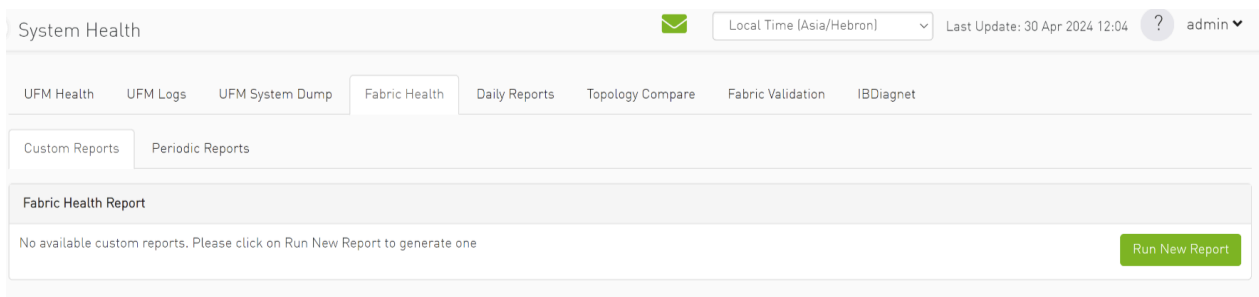 System Health
Local Time (Asia/Hebron)
Last Update: 30 Apr 2024 12:04
?
admin
UFM Health UFM Logs UFM System Dump Fabric Health Daily Reports Topology Compare Fabric Validation IBDiagnet
Custom Reports Periodic Reports
Fabric Health Report
No available custom reports. Please click on Run New Report to generate one
Run New Report